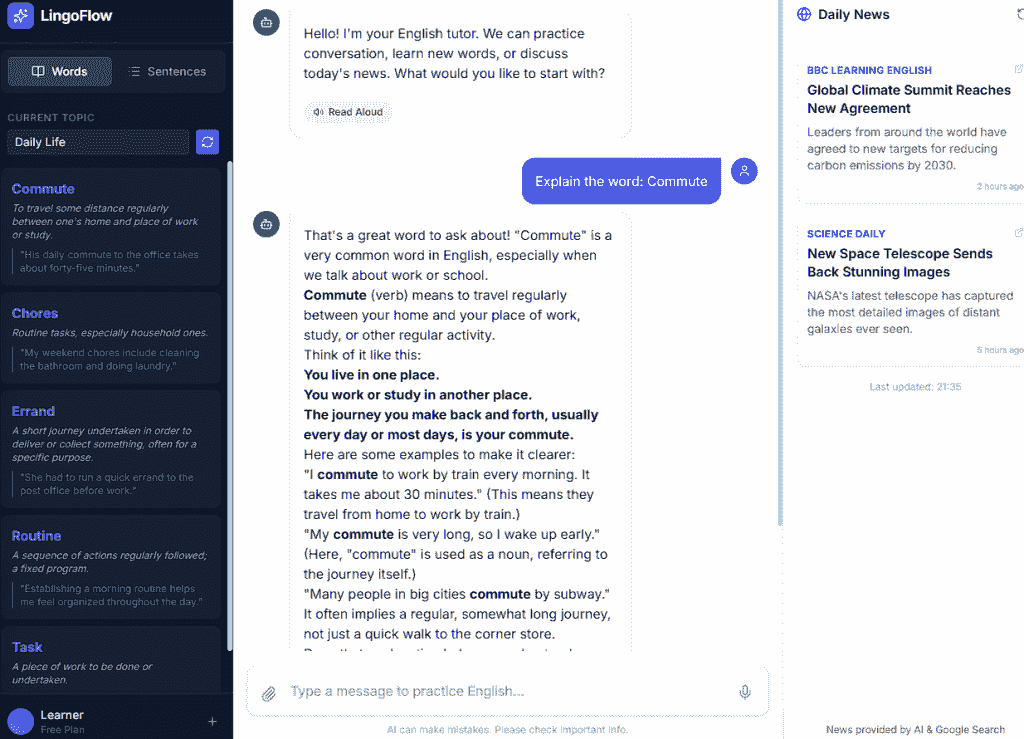 LingoFlow
Words
Sentences
CURRENT TOPIC
Daily Life
Commute
To travel some distance regularly
between one's home and place of work
or study.
"His daily commute to the office takes
about forty-five minutes."
Chores
Routine tasks, especially household ones.
"My weekend chores include cleaning
the bathroom and doing laundry."
Errand
A short journey undertaken in order to
deliver or collect something, often for a
specific purpose.
"She had to run a quick errand to the
post office before work."
Routine
A sequence of actions regularly followed;
a fixed program.
"Establishing a morning routine helps
me feel organized throughout the day."
Task
A piece of work to be done or
undertaken.
Learner
Free Plan
Hello! I'm your English tutor. We can practice
conversation, learn new words, or discuss
today's news. What would you like to start with?
Read Aloud
Explain the word: Commute
That's a great word to ask about! "Commute" is a
very common word in English, especially when
we talk about work or school.
Commute (verb) means to travel regularly
between your home and your place of work,
study, or other regular activity.
Think of it like this:
You live in one place.
You work or study in another place.
The journey you make back and forth, usually
every day or most days, is your commute.
Here are some examples to make it clearer:
"I commute to work by train every morning. It
takes me about 30 minutes." (This means they
travel from home to work by train.)
"My commute is very long, so I wake up early."
(Here, "commute" is used as a noun, referring to
the journey itself.)
"Many people in big cities commute by subway."
It often implies a regular, somewhat long journey,
not just a quick walk to the corner store.
Type a message to practice English...
AI can make mistakes. Please check Important Info.
Daily News
BBC LEARNING ENGLISH
Global Climate Summit Reaches
New Agreement
Leaders from around the world have
agreed to new targets for reducing
carbon emissions by 2030.
2 hours ago
SCIENCE DAILY
New Space Telescope Sends
Back Stunning Images
NASA's latest telescope has captured
the most detailed images of distant
galaxies ever seen.
5 hours ago
Last updated: 21:35
News provided by AI & Google Search